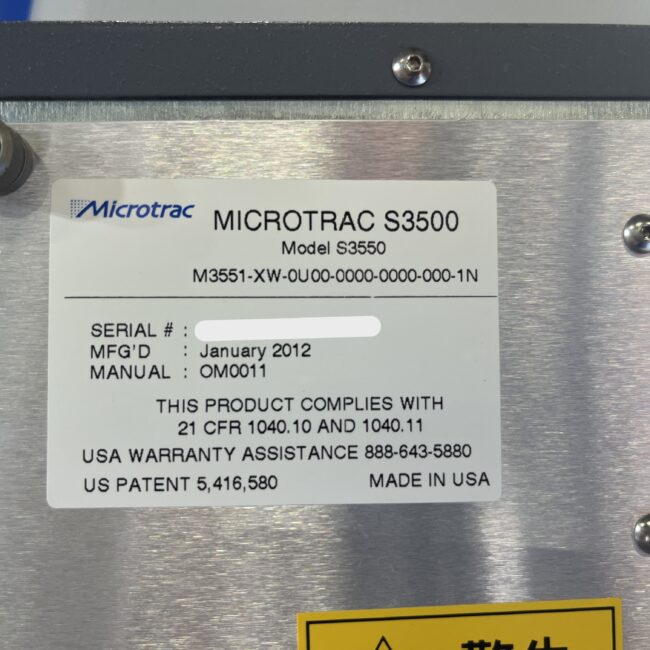 Microtrac MICROTRAC S3500
Model S3550
M3551-XW-0U00-0000-0000-000-1N
SERIAL # :
MFG'D : January 2012
MANUAL : OM0011
THIS PRODUCT COMPLIES WITH
21 CFR 1040.10 AND 1040.11
USA WARRANTY ASSISTANCE 888-643-5880
US PATENT 5,416,580 MADE IN USA
警告